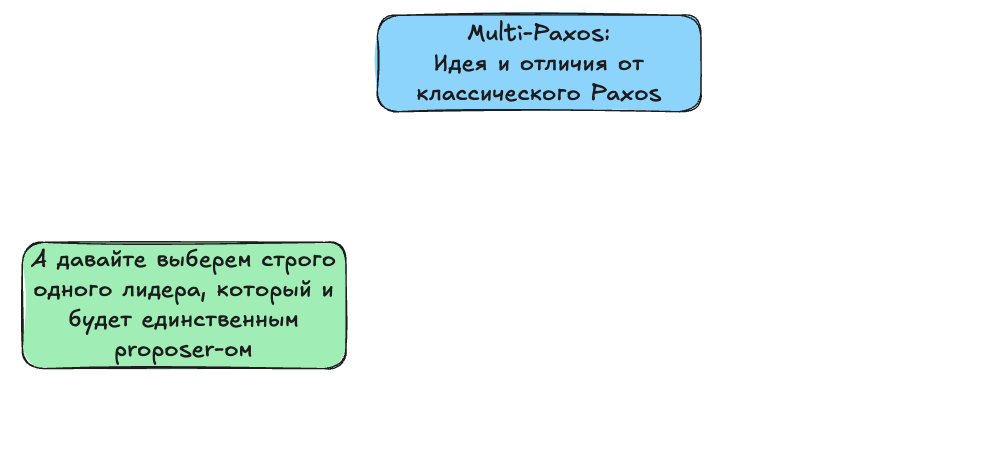 Multi-Paxos:
Идея и отличия от
классического Paxos
А давайте выберем строго
одного лидера, который и
будет единственным
proposer-ом